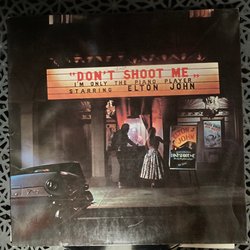 "DON'T SHOOT ME„
I'M ONLY THE PIANO PLAYER
STARRING ELTON JOHN